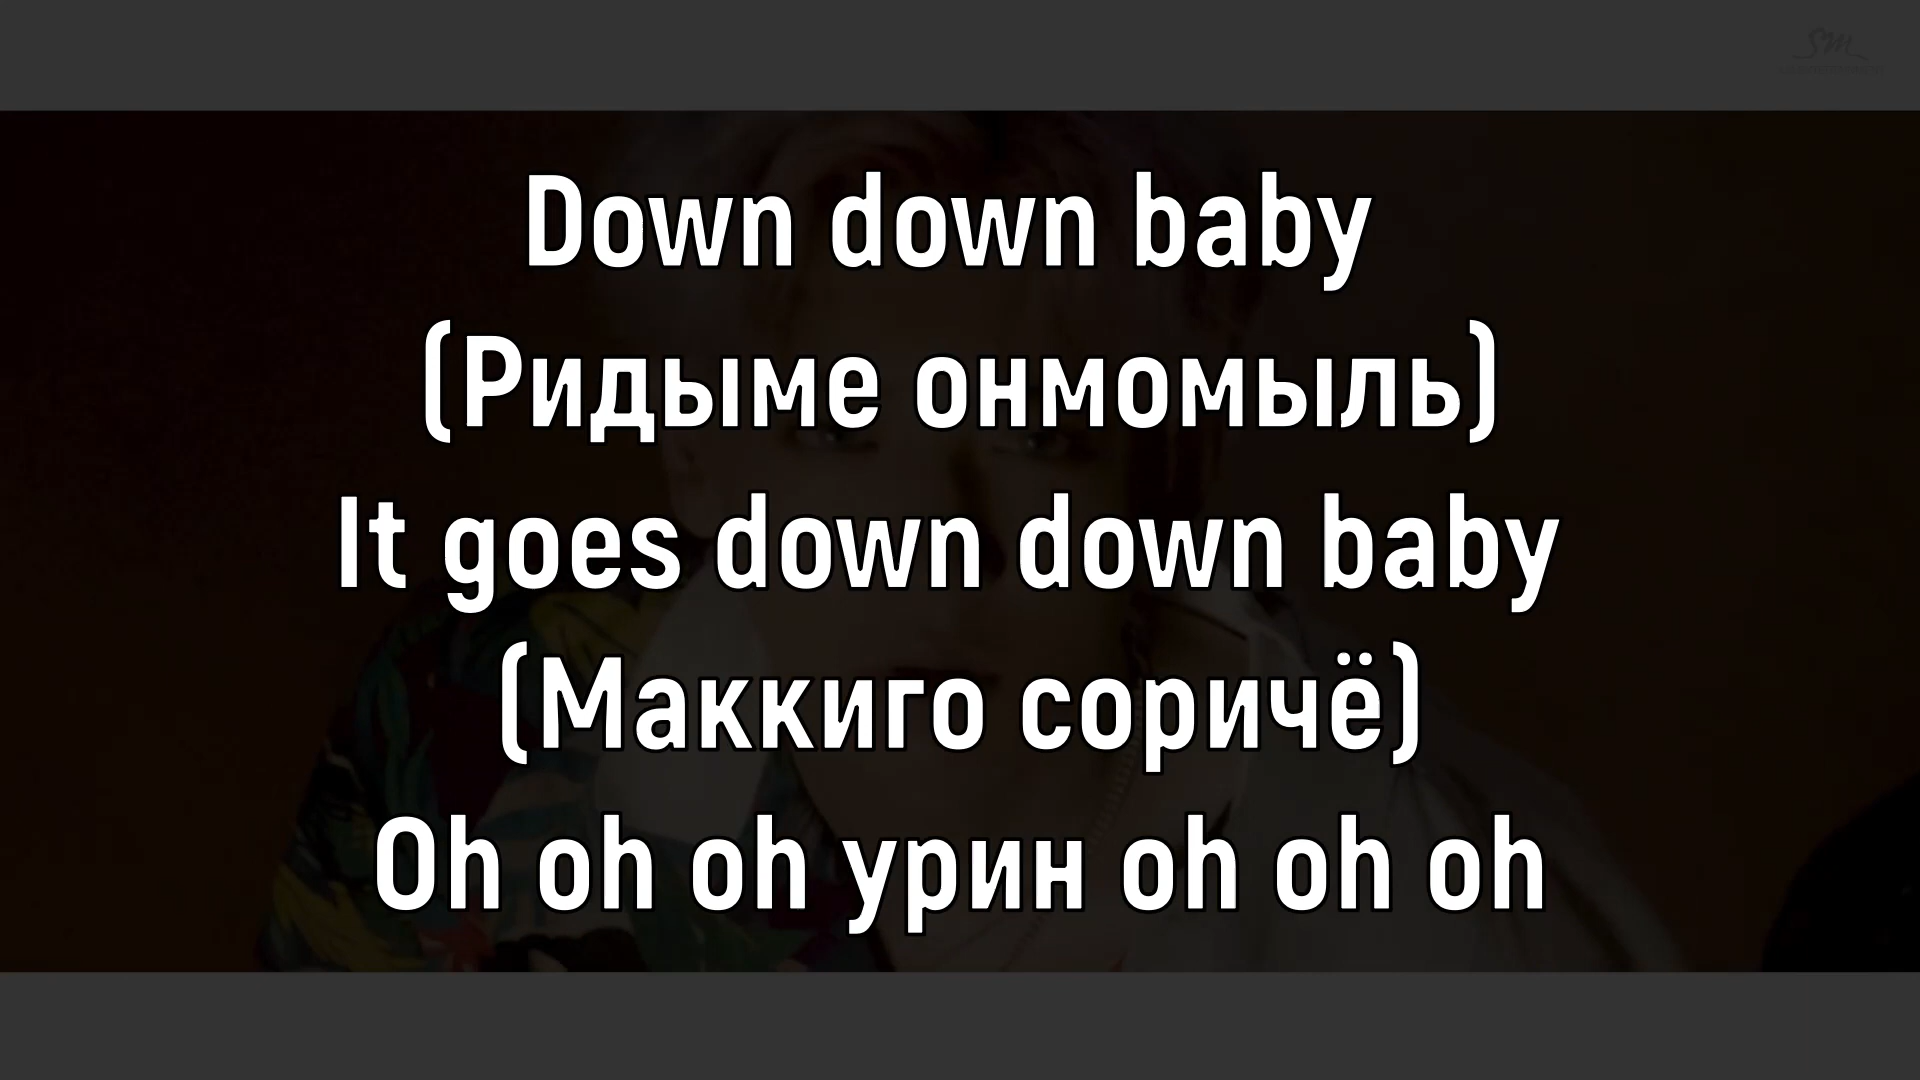 Down down baby
(Ридыме онмомыль)
It goes down down baby
(Маккиго соричё)
Oh oh oh урин oh oh oh